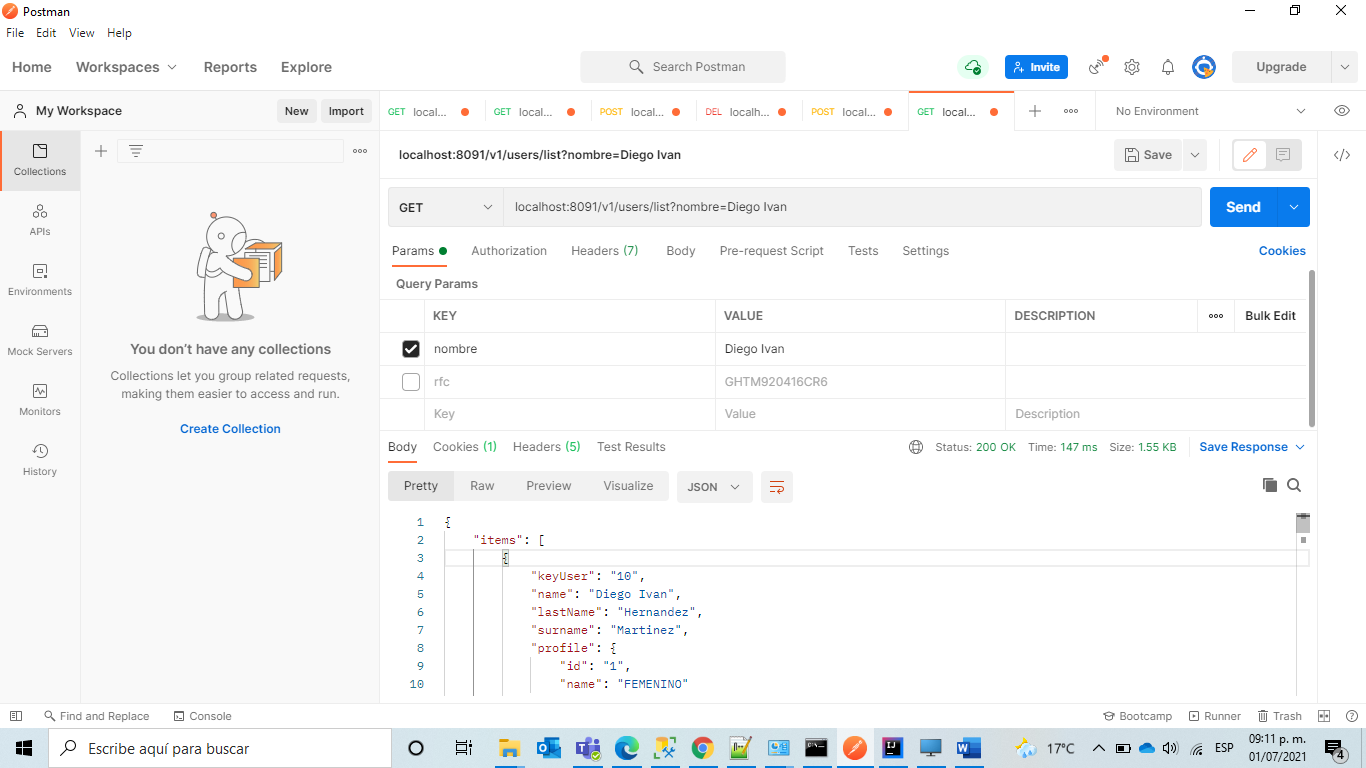 Postman
File Edit View Help
Home Workspaces Reports Explore Search Postman Invite Upgrade
My Workspace New Import GET local... GET local... POST local... DEL localh... POST local... GET local... No Environment
Collections
APIs
Environments
Mock Servers
Monitors
History
You don't have any collections
Collections let you group related requests,
making them easier to access and run.
Create Collection
localhost:8091/v1/users/list?nombre=Diego Ivan Save
GET localhost:8091/v1/users/list?nombre=Diego Ivan Send
Params Authorization Headers (7) Body Pre-request Script Tests Settings Cookies
Query Params
KEY VALUE DESCRIPTION Bulk Edit
nombre Diego Ivan
rfc GHTM920416CR6
Key Value Description
Body Cookies (1) Headers (5) Test Results Status: 200 OK Time: 147 ms Size: 1.55 KB Save Response
Pretty Raw Preview Visualize JSON
1 {
2 "items": [
3 {
4 "keyUser": "10",
5 "name": "Diego Ivan",
6 "lastName": "Hernandez",
7 "surname": "Martinez",
8 "profile": {
9 "id": "1",
10 "name": "FEMENINO"
Find and Replace Console Bootcamp Runner Trash
Escribe aquí para buscar 17°C ESP 09:11 p. m.
01/07/2021
4